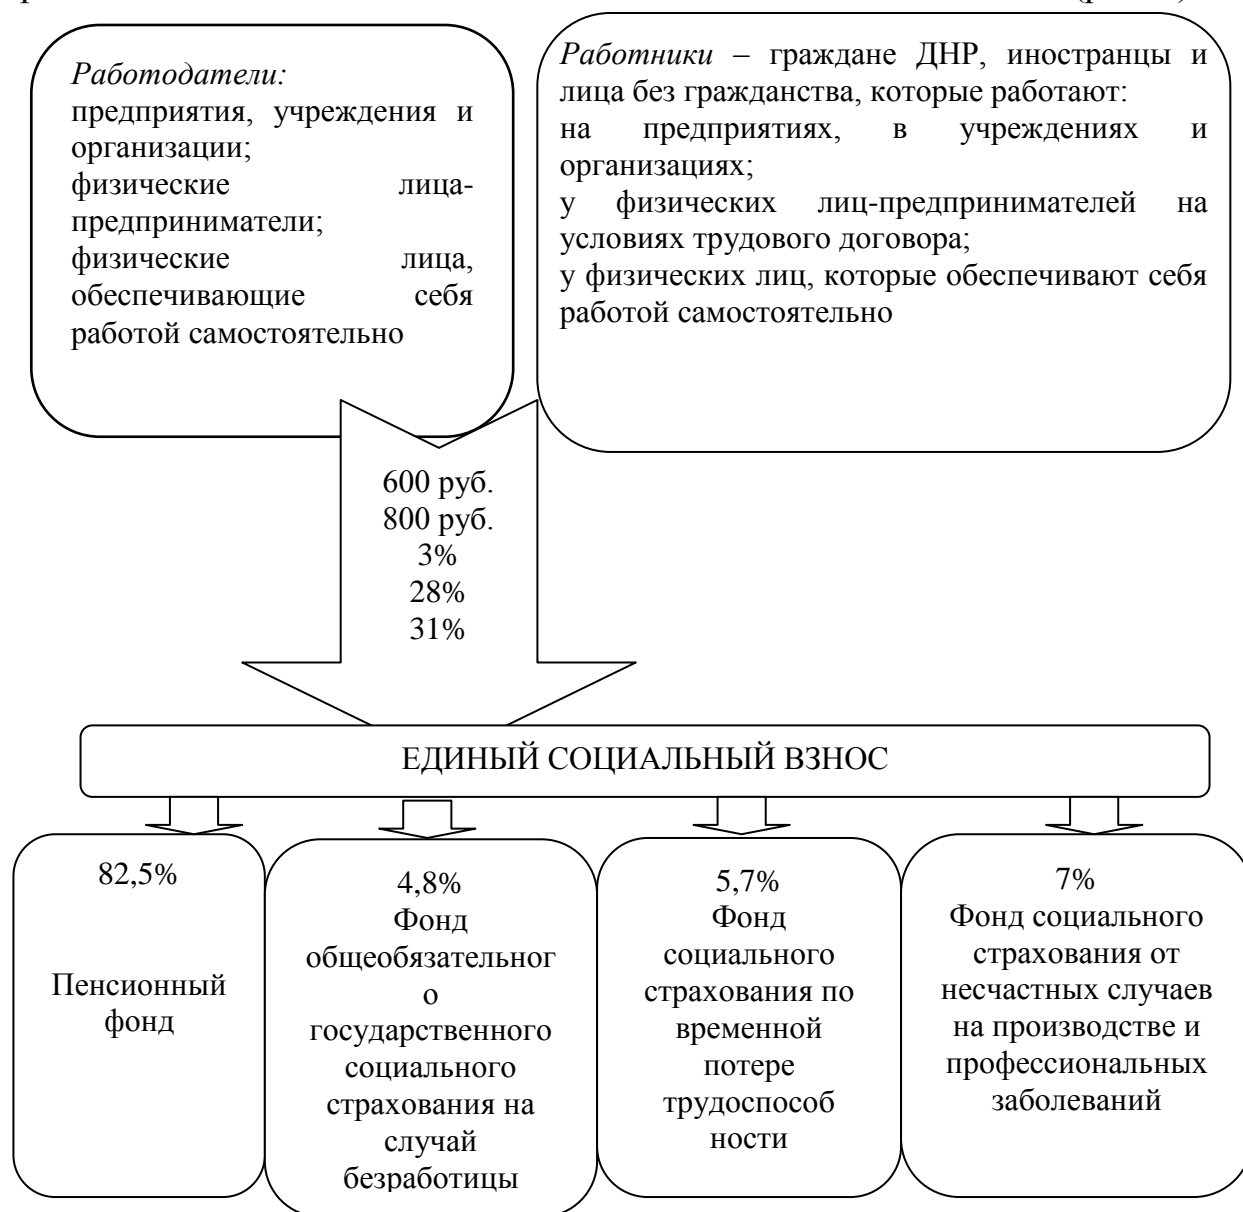 Работодатели:
предприятия, учреждения и
организации;
физические лица-
предприниматели;
физические лица,
обеспечивающие себя
работой самостоятельно
Работники – граждане ДНР, иностранцы и
лица без гражданства, которые работают:
на предприятиях, в учреждениях и
организациях;
у физических лиц-предпринимателей на
условиях трудового договора;
у физических лиц, которые обеспечивают себя
работой самостоятельно
600 руб.
800 руб.
3%
28%
31%
ЕДИНЫЙ СОЦИАЛЬНЫЙ ВЗНОС
82,5%
Пенсионный
фонд
4,8%
Фонд
общеобязательног
о
государственного
социального
страхования на
случай
безработицы
5,7%
Фонд
социального
страхования по
временной
потере
трудоспособ
ности
7%
Фонд социального
страхования от
несчастных случаев
на производстве и
профессиональных
заболеваний